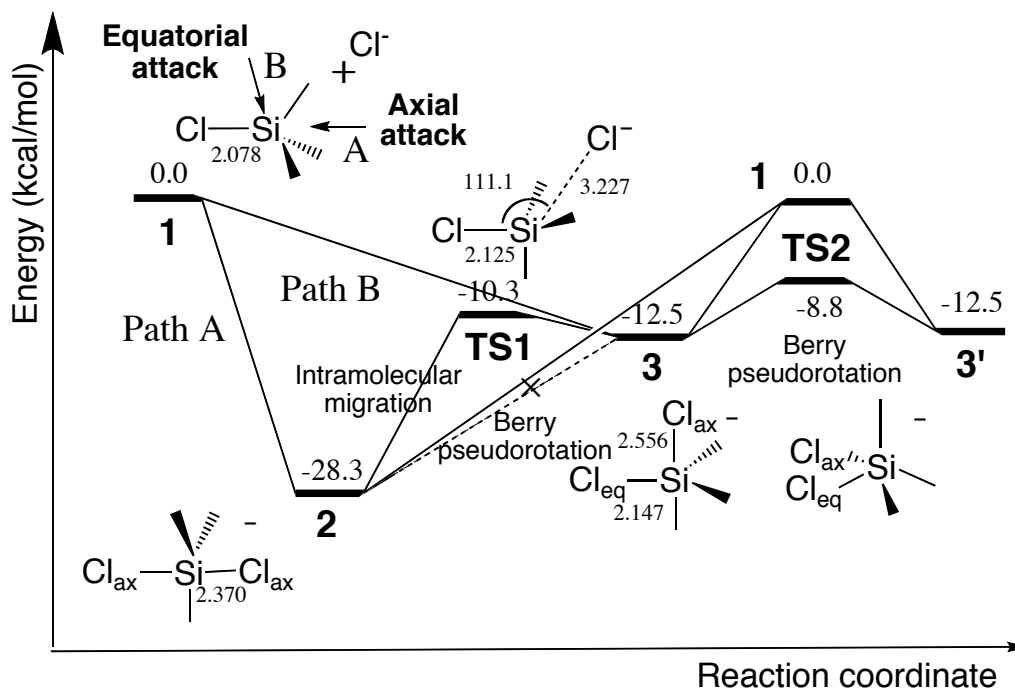 Energy (kcal/mol)
Equatorial
attack
B
+ Cl⁻
Axial
attack
A
Cl Si
2.078
0.0
1
Path A
Path B
-28.3
2
Clax Si Clax
2.370
−
Intramolecular
migration
Cl⁻
111.1
3.227
Cl Si
2.125
-10.3
TS1
Berry
pseudorotation
-12.5
3
Clax −
2.556
Cleq Si
2.147
1
0.0
TS2
-8.8
Berry
pseudorotation
−
Clax Si
Cleq
-12.5
3'
Reaction coordinate